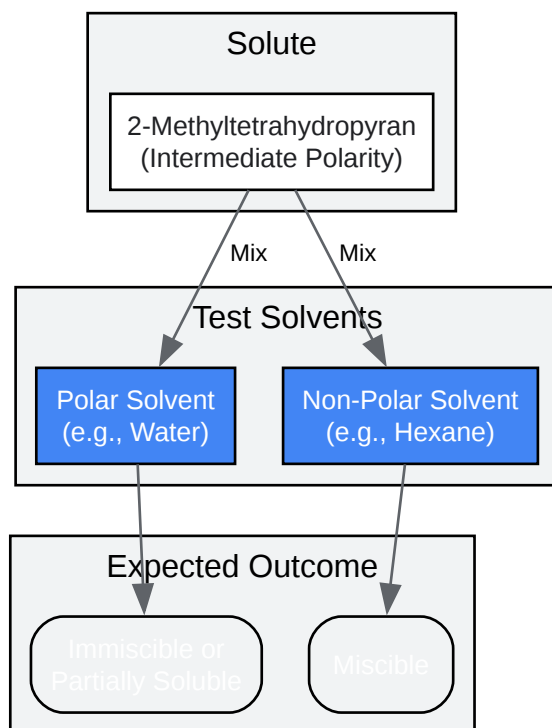 Solute
2-Methyltetrahydropyran
(Intermediate Polarity)
Mix
Mix
Test Solvents
Polar Solvent
(e.g., Water)
Non-Polar Solvent
(e.g., Hexane)
Expected Outcome
Immiscible or
Partially Soluble
Miscible